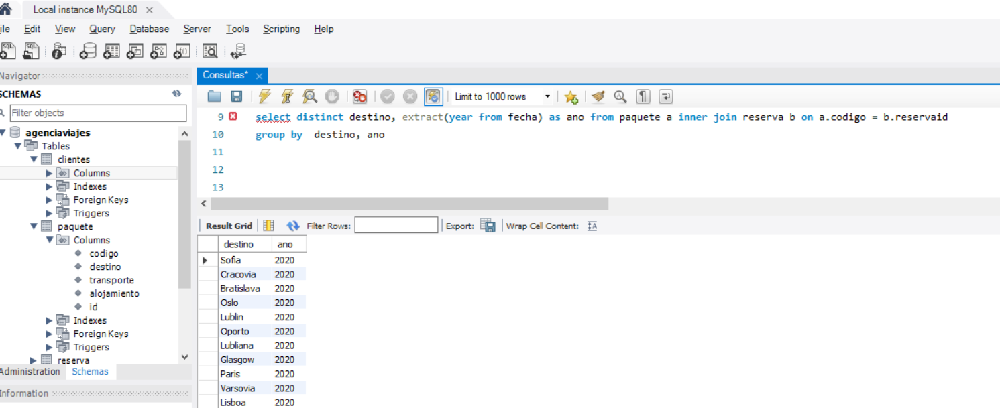 Local instance MySQL80
ile Edit View Query Database Server Tools Scripting Help
SQL SQL
Navigator
SCHEMAS
Filter objects
agenciaviajes
Tables
clientes
Columns
Indexes
Foreign Keys
Triggers
paquete
Columns
codigo
destino
transporte
alojamiento
id
Indexes
Foreign Keys
Triggers
reserva
Administration Schemas
Information
Consultas*
Limit to 1000 rows
9 select distinct destino, extract(year from fecha) as ano from paquete a inner join reserva b on a.codigo = b.reservaid
10 group by destino, ano
11
12
13
Result Grid Filter Rows: Export: Wrap Cell Content:
destino ano
Sofia 2020
Cracovia 2020
Bratislava 2020
Oslo 2020
Lublin 2020
Oporto 2020
Lubliana 2020
Glasgow 2020
Paris 2020
Varsovia 2020
Lisboa 2020